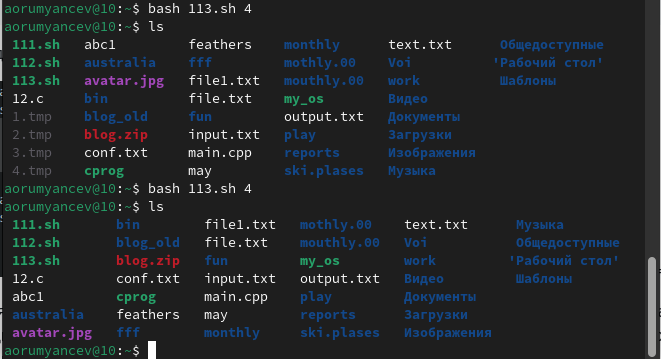 aorumyancev@10:~$ bash 113.sh 4
aorumyancev@10:~$ ls
111.sh abc1 feathers monthly text.txt Общедоступные
112.sh australia fff mothly.00 Voi 'Рабочий стол'
113.sh avatar.jpg file1.txt mouthly.00 work Шаблоны
12.c bin file.txt my_os Видео
1.tmp blog_old fun output.txt Документы
2.tmp blog.zip input.txt play Загрузки
3.tmp conf.txt main.cpp reports Изображения
4.tmp cprog may ski.plases Музыка
aorumyancev@10:~$ bash 113.sh 4
aorumyancev@10:~$ ls
111.sh bin file1.txt mothly.00 text.txt Музыка
112.sh blog_old file.txt mouthly.00 Voi Общедоступные
113.sh blog.zip fun my_os work 'Рабочий стол'
12.c conf.txt input.txt output.txt Видео Шаблоны
abc1 cprog main.cpp play Документы
australia feathers may reports Загрузки
avatar.jpg fff monthly ski.plases Изображения
aorumyancev@10:~$